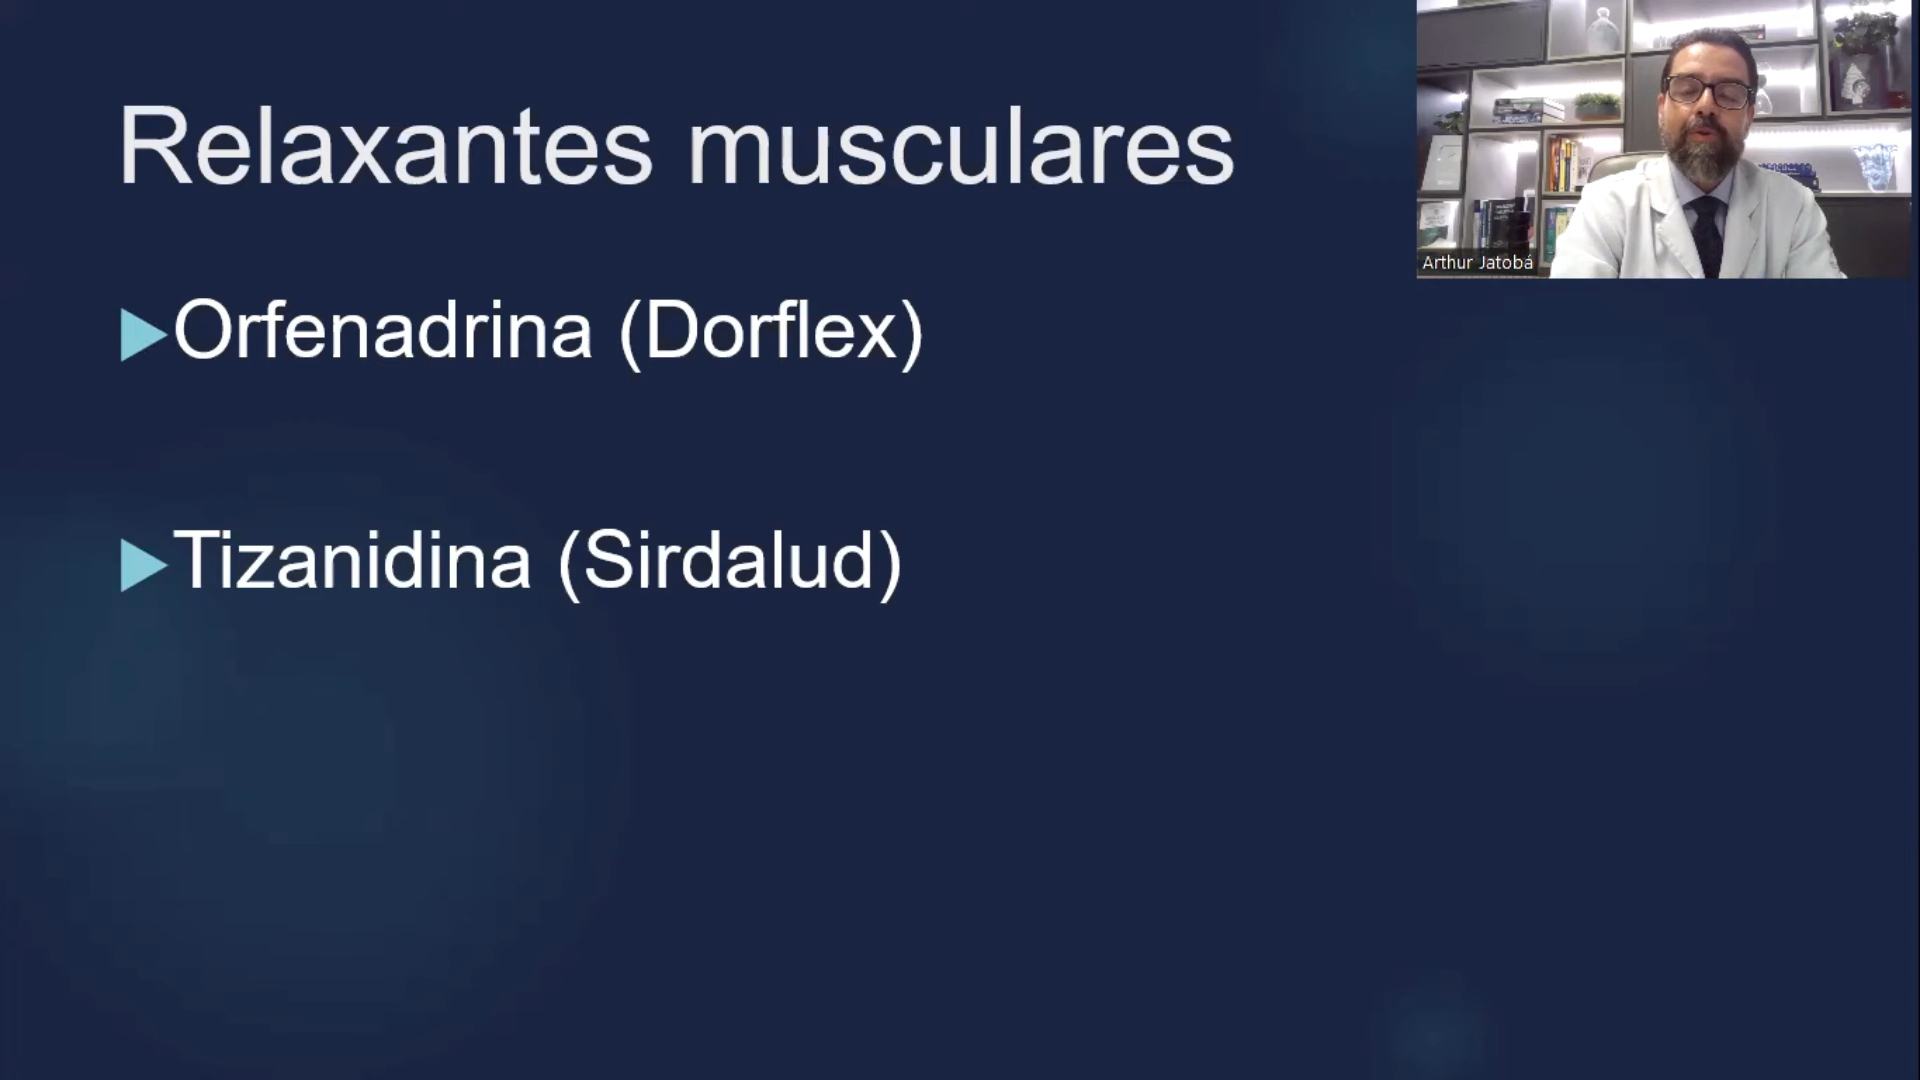 Relaxantes musculares
Orfenadrina (Dorflex)
Tizanidina (Sirdalud)
Arthur Jatobá